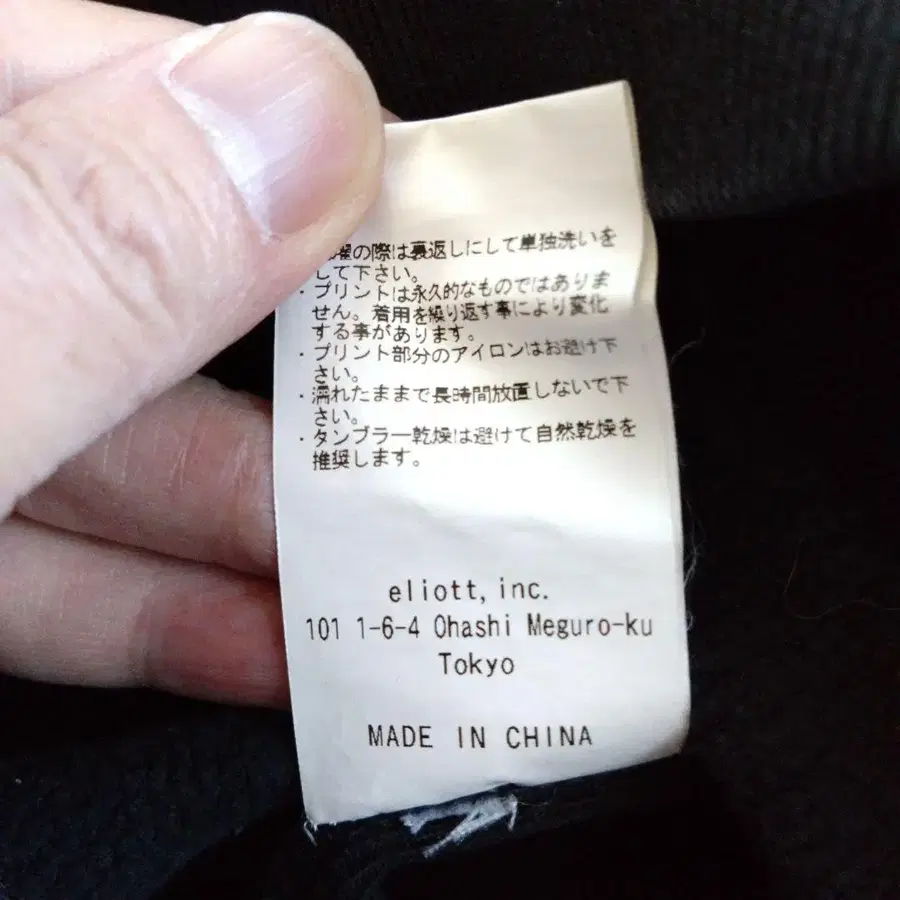 濯の際は裏返しにして単独洗いを
して下さい。
・プリントは永久的なものではありま
せん。着用を繰り返す事により変化
する事があります。
・プリント部分のアイロンはお避け下
さい。
・濡れたままで長時間放置しないで下
さい。
・タンブラー乾燥は避けて自然乾燥を
推奨します。
eliott, inc.
101 1-6-4 Ohashi Meguro-ku
Tokyo
MADE IN CHINA